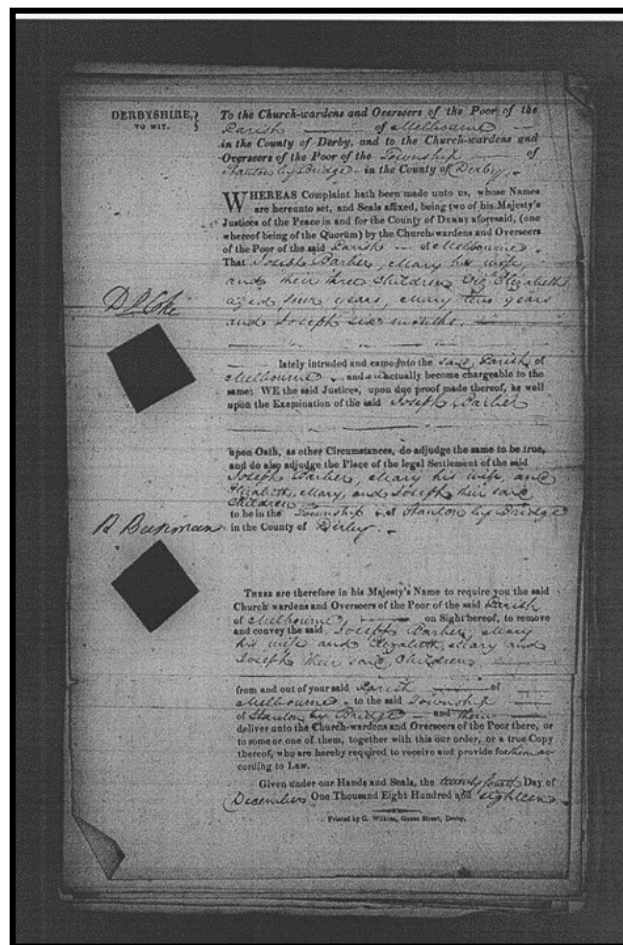 DERBYSHIRE,
TO WIT.
To the Church-wardens and Overseers of the Poor of the
Parish of Melbourne
in the County of Derby, and to the Church-wardens and
Overseers of the Poor of the Township of
Stanton by Bridge in the County of Derby.
WHEREAS Complaint hath been made unto us, whose Names
are hereunto set, and Seals affixed, being two of his Majesty's
Justices of the Peace in and for the County of DERBY aforesaid, (one
whereof being of the Quorum) by the Church-wardens and Overseers
of the Poor of the said Parish of Melbourne.
That Joseph Barber, Mary his wife,
and their three Children Viz. Elizabeth
aged four years, Mary two years
and Joseph six months.
D P Coke
lately intruded and came into the said Parish of
Melbourne and actually become chargeable to the
same: WE the said Justices, upon due proof made thereof, as well
upon the Examination of the said Joseph Barber
upon Oath, as other Circumstances, do adjudge the same to be true,
and do also adjudge the Place of the legal Settlement of the said
Joseph Barber, Mary his wife, and
Elizabeth, Mary, and Joseph their said
Children
to be in the Township of Stanton by Bridge
in the County of Derby.
THESE are therefore in his Majesty's Name to require you the said
Church-wardens and Overseers of the Poor of the said Parish
of Melbourne, on Sight hereof, to remove
and convey the said Joseph Barber, Mary
his wife and Elizabeth, Mary and
Joseph their said Children
from and out of your said Parish of
Melbourne to the said Township
of Stanton by Bridge and them
deliver unto the Church-wardens and Overseers of the Poor there, or
to some or one of them, together with this our order, or a true Copy
thereof, who are hereby required to receive and provide for them ac-
cording to Law.
Given under our Hands and Seals, the twenty fourth Day of
December One Thousand Eight Hundred and eighteen.
Printed by G. Wilkins, Queen Street, Derby.